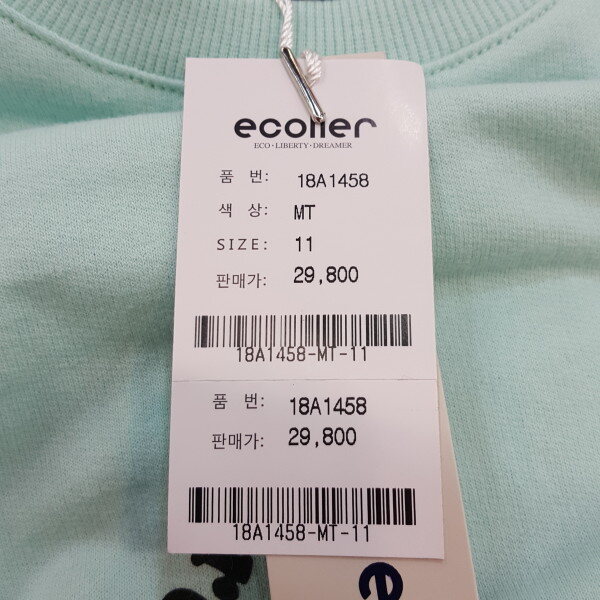 ecolier
ECO·LIBERTY·DREAMER
품 번: 18A1458
색 상: MT
SIZE: 11
판매가: 29,800
18A1458-MT-11
품 번: 18A1458
판매가: 29,800
18A1458-MT-11
e